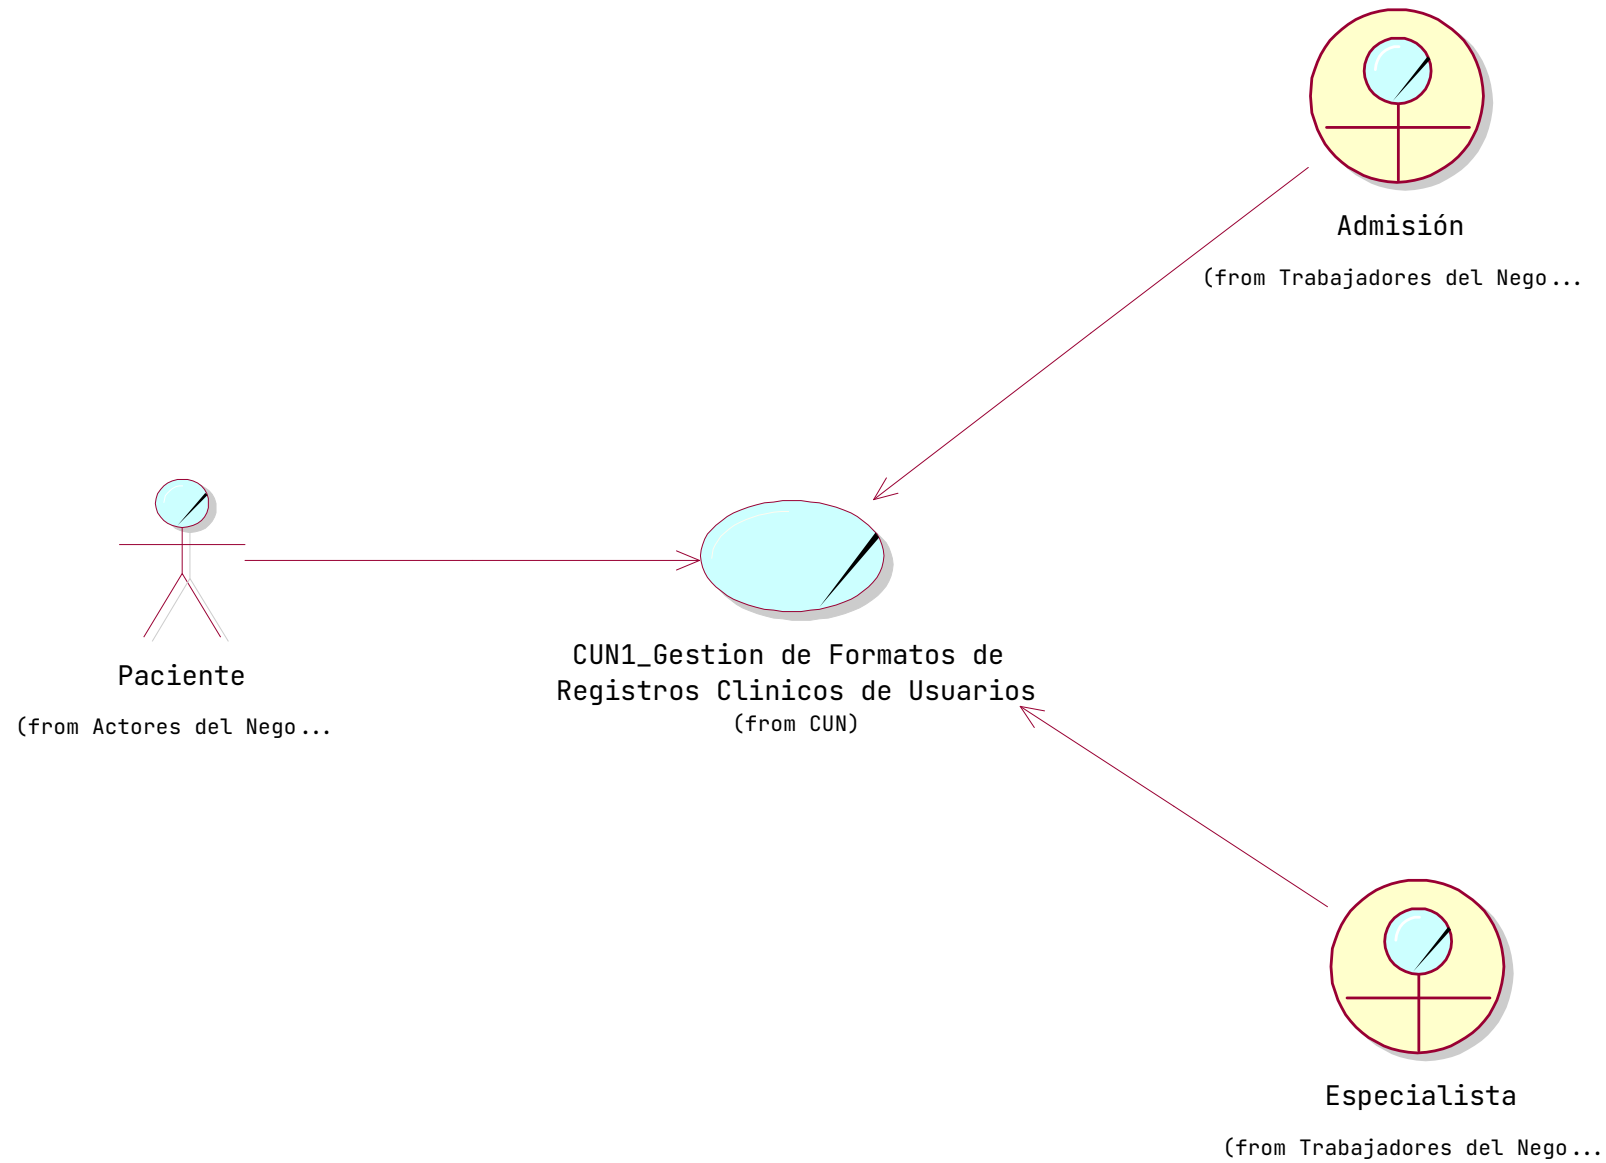 Admisión
(from Trabajadores del Nego...
Paciente
(from Actores del Nego...
CUN1_Gestion de Formatos de
Registros Clinicos de Usuarios
(from CUN)
Especialista
(from Trabajadores del Nego...